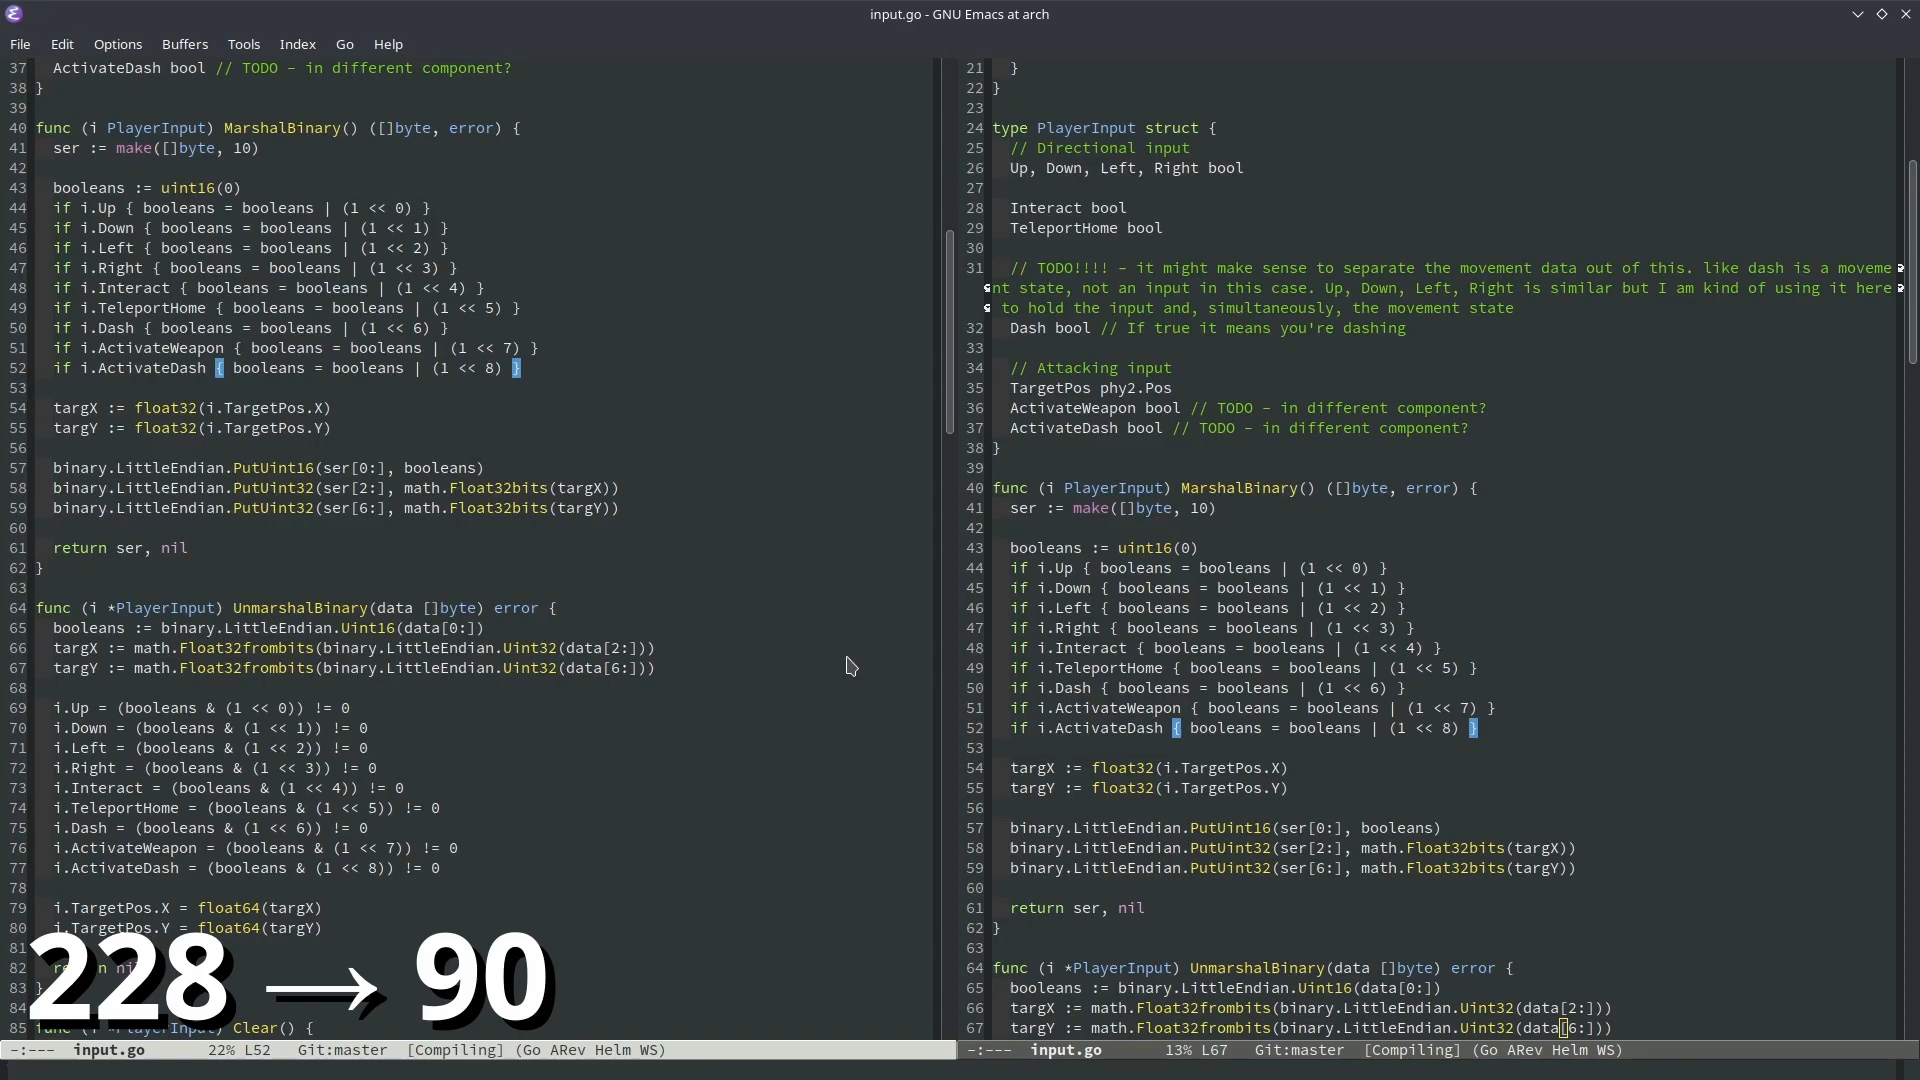 input.go - GNU Emacs at arch
File Edit Options Buffers Tools Index Go Help
37 ActivateDash bool // TODO - in different component?
38 }
39
40 func (i PlayerInput) MarshalBinary() ([]byte, error) {
41 ser := make([]byte, 10)
42
43 booleans := uint16(0)
44 if i.Up { booleans = booleans | (1 << 0) }
45 if i.Down { booleans = booleans | (1 << 1) }
46 if i.Left { booleans = booleans | (1 << 2) }
47 if i.Right { booleans = booleans | (1 << 3) }
48 if i.Interact { booleans = booleans | (1 << 4) }
49 if i.TeleportHome { booleans = booleans | (1 << 5) }
50 if i.Dash { booleans = booleans | (1 << 6) }
51 if i.ActivateWeapon { booleans = booleans | (1 << 7) }
52 if i.ActivateDash { booleans = booleans | (1 << 8) }
53
54 targX := float32(i.TargetPos.X)
55 targY := float32(i.TargetPos.Y)
56
57 binary.LittleEndian.PutUint16(ser[0:], booleans)
58 binary.LittleEndian.PutUint32(ser[2:], math.Float32bits(targX))
59 binary.LittleEndian.PutUint32(ser[6:], math.Float32bits(targY))
60
61 return ser, nil
62 }
63
64 func (i *PlayerInput) UnmarshalBinary(data []byte) error {
65 booleans := binary.LittleEndian.Uint16(data[0:])
66 targX := math.Float32frombits(binary.LittleEndian.Uint32(data[2:]))
67 targY := math.Float32frombits(binary.LittleEndian.Uint32(data[6:]))
68
69 i.Up = (booleans & (1 << 0)) != 0
70 i.Down = (booleans & (1 << 1)) != 0
71 i.Left = (booleans & (1 << 2)) != 0
72 i.Right = (booleans & (1 << 3)) != 0
73 i.Interact = (booleans & (1 << 4)) != 0
74 i.TeleportHome = (booleans & (1 << 5)) != 0
75 i.Dash = (booleans & (1 << 6)) != 0
76 i.ActivateWeapon = (booleans & (1 << 7)) != 0
77 i.ActivateDash = (booleans & (1 << 8)) != 0
78
79 i.TargetPos.X = float64(targX)
80 i.TargetPos.Y = float64(targY)
81
82
83 }
84
85 func (i *PlayerInput) Clear() {
228 → 90
-:--- input.go 22% L52 Git:master [Compiling] (Go ARev Helm WS)
21 }
22 }
23
24 type PlayerInput struct {
25 // Directional input
26 Up, Down, Left, Right bool
27
28 Interact bool
29 TeleportHome bool
30
31 // TODO!!!! - it might make sense to separate the movement data out of this. like dash is a moveme
nt state, not an input in this case. Up, Down, Left, Right is similar but I am kind of using it here
to hold the input and, simultaneously, the movement state
32 Dash bool // If true it means you're dashing
33
34 // Attacking input
35 TargetPos phy2.Pos
36 ActivateWeapon bool // TODO - in different component?
37 ActivateDash bool // TODO - in different component?
38 }
39
40 func (i PlayerInput) MarshalBinary() ([]byte, error) {
41 ser := make([]byte, 10)
42
43 booleans := uint16(0)
44 if i.Up { booleans = booleans | (1 << 0) }
45 if i.Down { booleans = booleans | (1 << 1) }
46 if i.Left { booleans = booleans | (1 << 2) }
47 if i.Right { booleans = booleans | (1 << 3) }
48 if i.Interact { booleans = booleans | (1 << 4) }
49 if i.TeleportHome { booleans = booleans | (1 << 5) }
50 if i.Dash { booleans = booleans | (1 << 6) }
51 if i.ActivateWeapon { booleans = booleans | (1 << 7) }
52 if i.ActivateDash { booleans = booleans | (1 << 8) }
53
54 targX := float32(i.TargetPos.X)
55 targY := float32(i.TargetPos.Y)
56
57 binary.LittleEndian.PutUint16(ser[0:], booleans)
58 binary.LittleEndian.PutUint32(ser[2:], math.Float32bits(targX))
59 binary.LittleEndian.PutUint32(ser[6:], math.Float32bits(targY))
60
61 return ser, nil
62 }
63
64 func (i *PlayerInput) UnmarshalBinary(data []byte) error {
65 booleans := binary.LittleEndian.Uint16(data[0:])
66 targX := math.Float32frombits(binary.LittleEndian.Uint32(data[2:]))
67 targY := math.Float32frombits(binary.LittleEndian.Uint32(data[6:]))
-:--- input.go 13% L67 Git:master [Compiling] (Go ARev Helm WS)